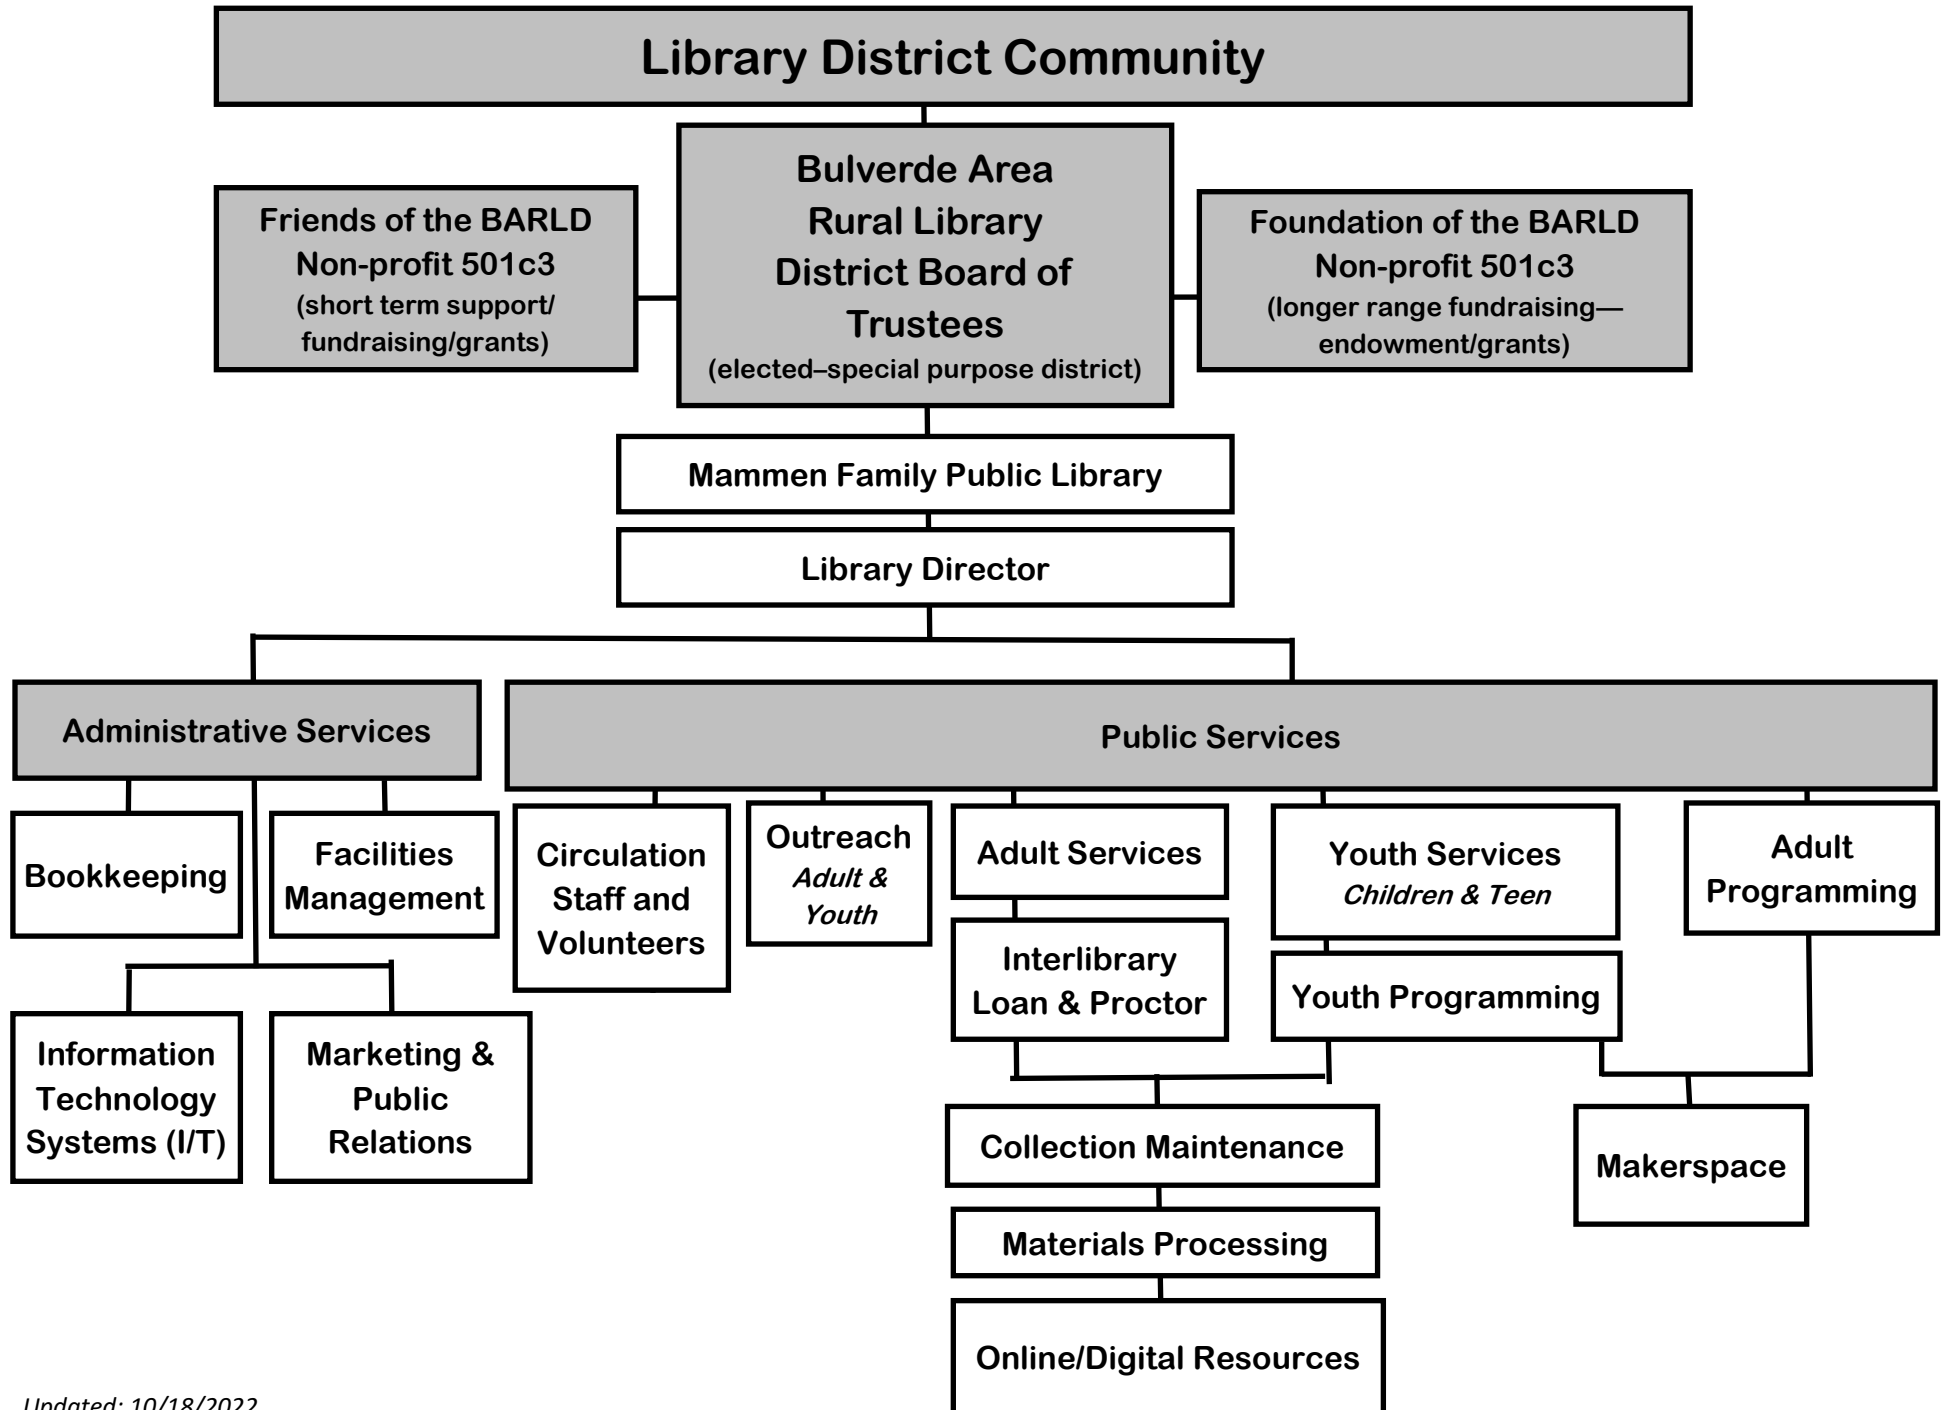 Library District Community
Bulverde Area
Rural Library
District Board of
Trustees
(elected–special purpose district)
Friends of the BARLD
Non-profit 501c3
(short term support/
fundraising/grants)
Foundation of the BARLD
Non-profit 501c3
(longer range fundraising—
endowment/grants)
Mammen Family Public Library
Library Director
Administrative Services
Public Services
Bookkeeping
Facilities
Management
Information
Technology
Systems (I/T)
Marketing &
Public
Relations
Circulation
Staff and
Volunteers
Outreach
Adult &
Youth
Adult Services
Interlibrary
Loan & Proctor
Youth Services
Children & Teen
Youth Programming
Adult
Programming
Collection Maintenance
Materials Processing
Online/Digital Resources
Makerspace
Updated: 10/18/2022